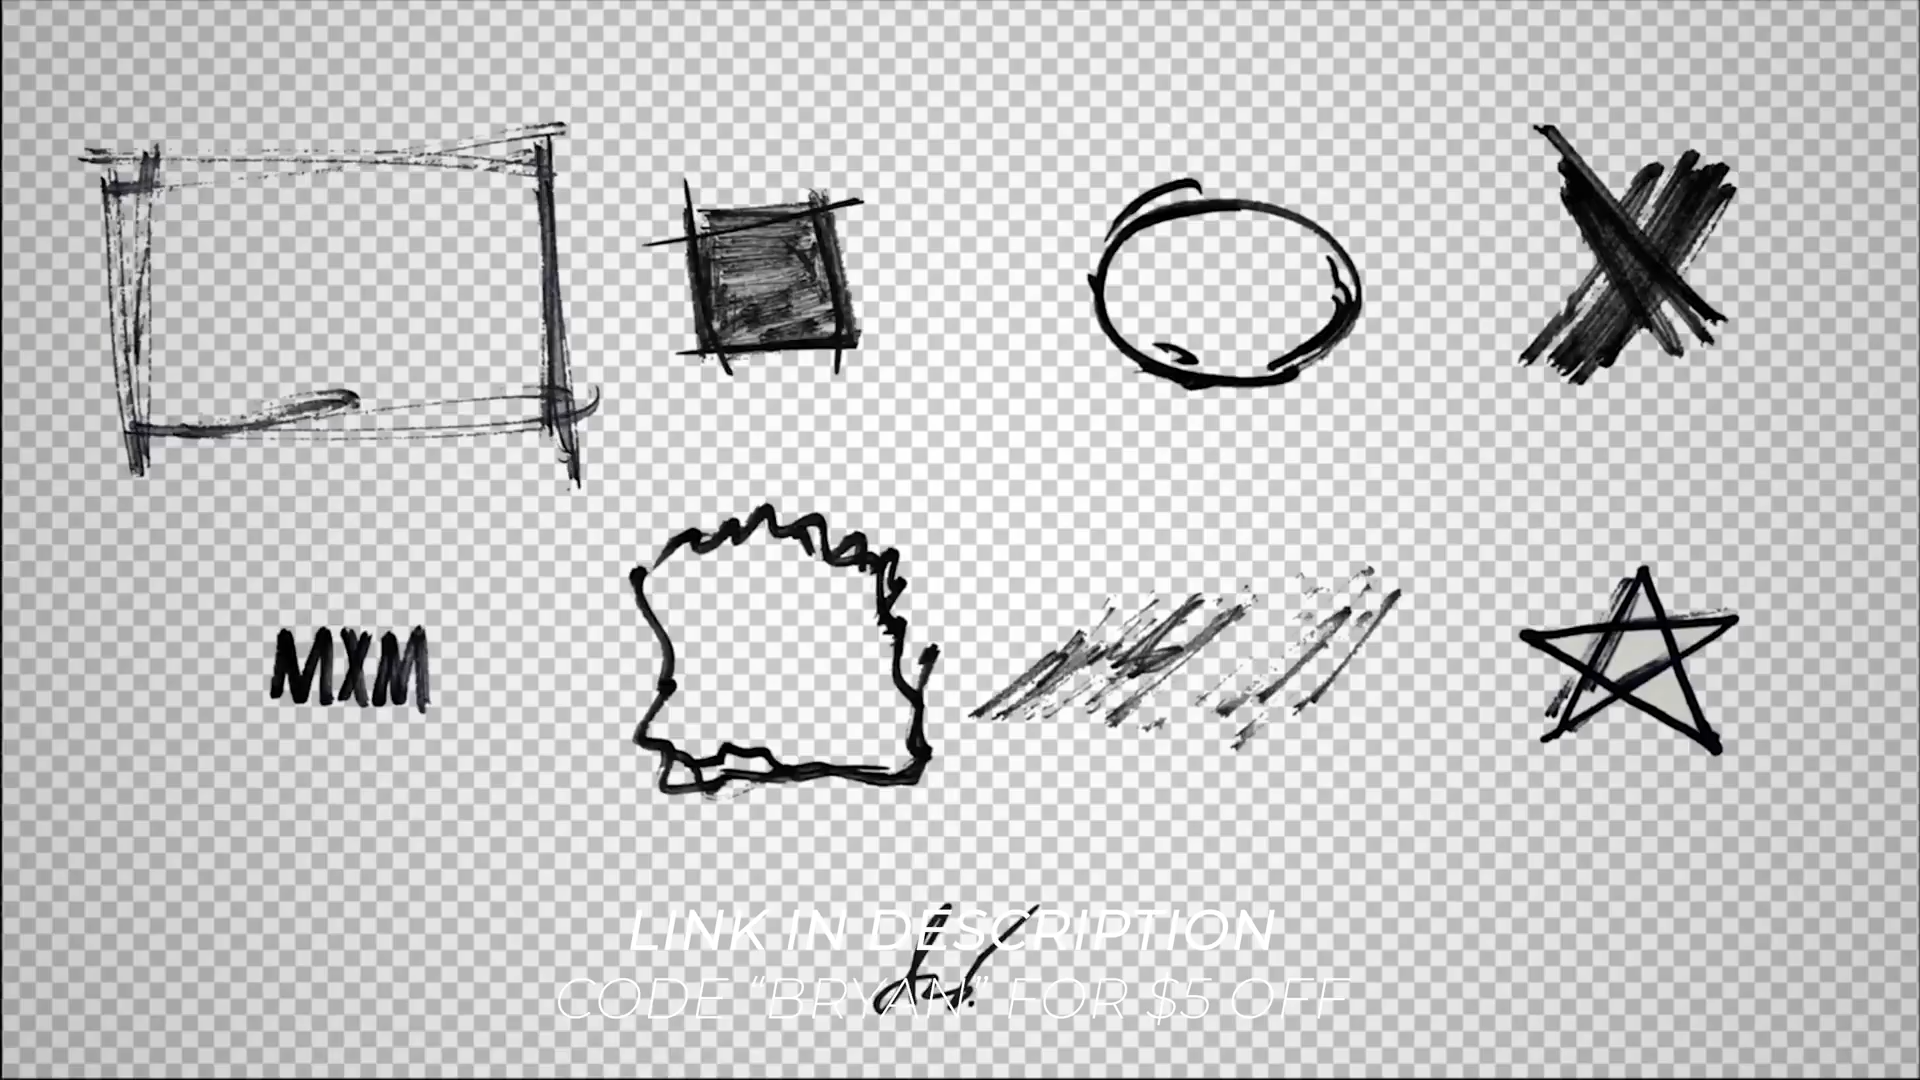 MXM
LINK IN DESCRIPTION
CODE “BRYAN” FOR $5 OFF